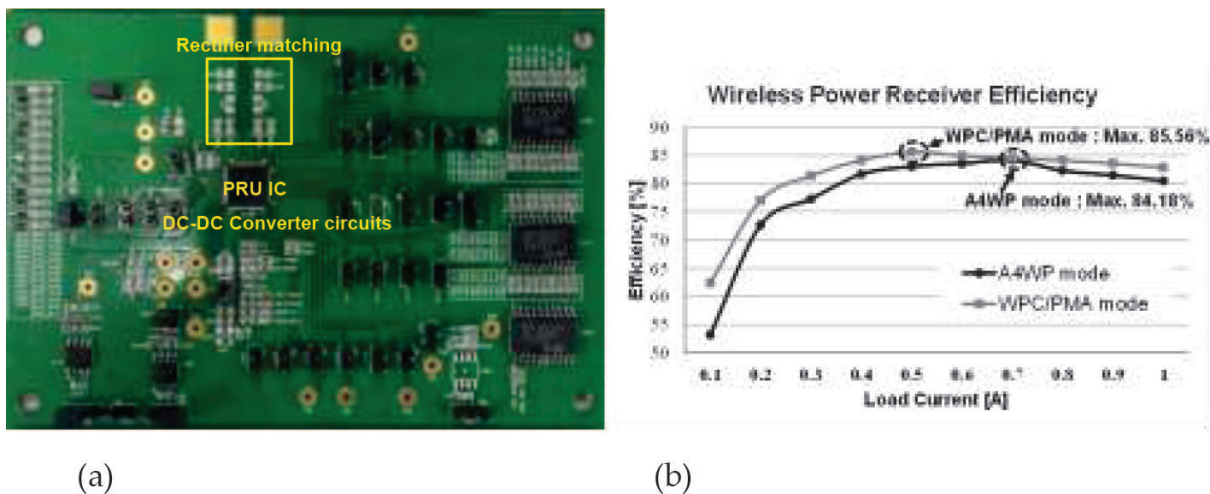 Rectifier matching
PRU IC
DC-DC Converter circuits
(a)
Wireless Power Receiver Efficiency
Efficiency [%]
90
85
80
75
70
65
60
55
50
WPC/PMA mode : Max. 85.56%
A4WP mode : Max. 84.18%
A4WP mode
WPC/PMA mode
0.1 0.2 0.3 0.4 0.5 0.6 0.7 0.8 0.9 1
Load Current [A]
(b)